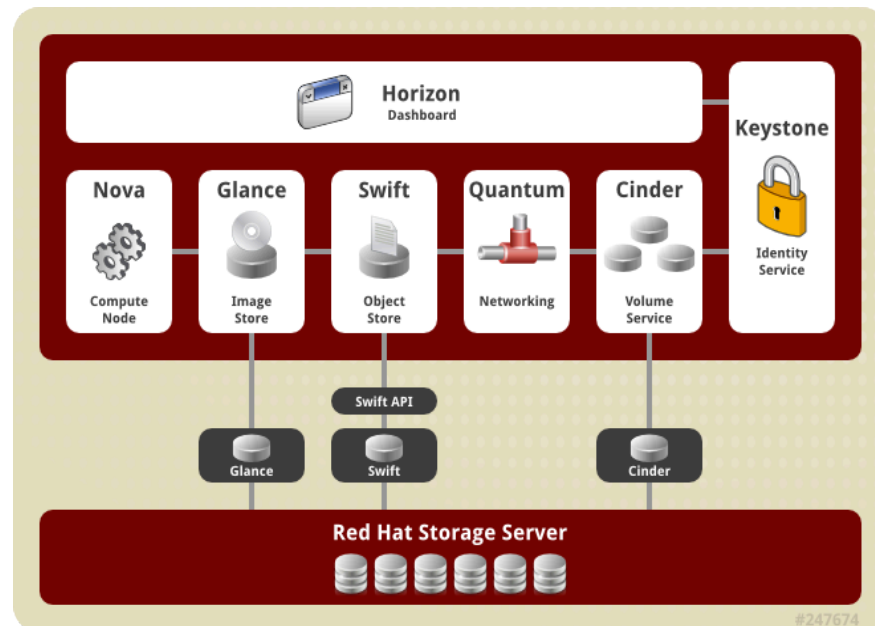 Horizon
Dashboard
Keystone
Identity
Service
Nova
Compute
Node
Glance
Image
Store
Swift
Object
Store
Quantum
Networking
Cinder
Volume
Service
Swift API
Glance
Swift
Cinder
Red Hat Storage Server
#247674